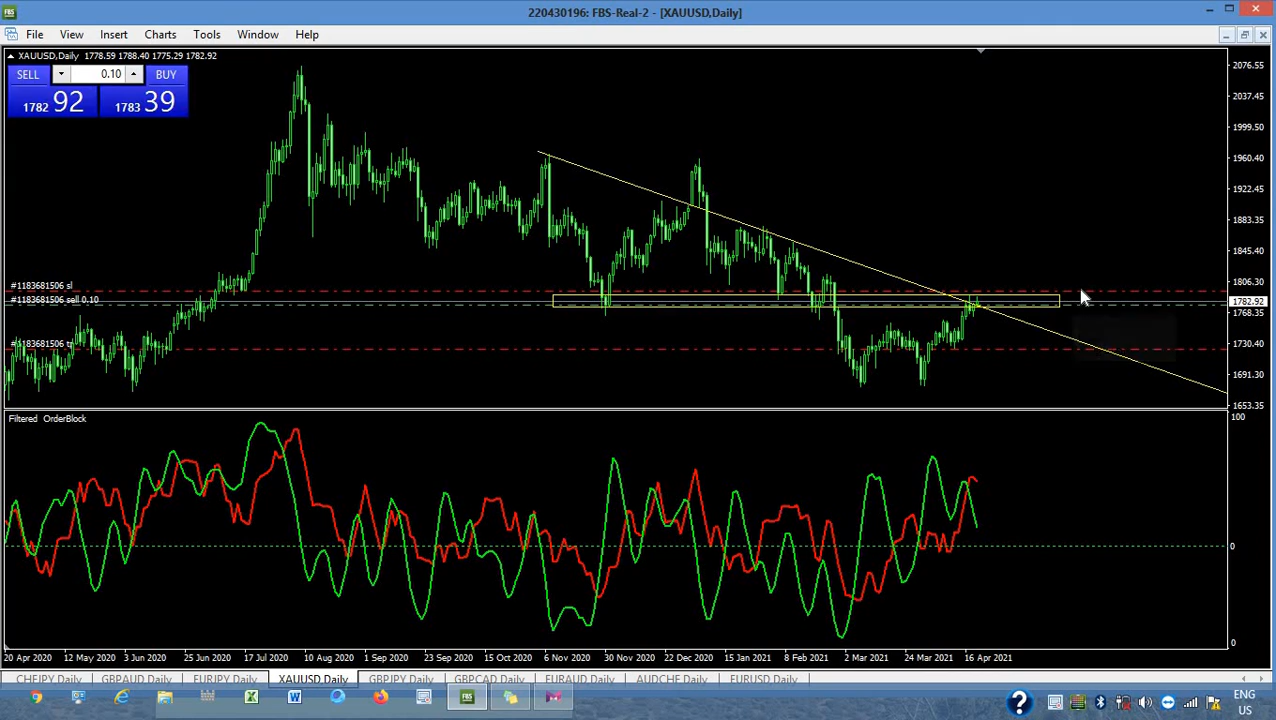 220430196: FBS-Real-2 - [XAUUSD,Daily]
File View Insert Charts Tools Window Help
XAUUSD,Daily 1778.59 1788.40 1775.29 1782.92
SELL 0.10 BUY
1782 92 1783 39
2076.55
2037.45
1999.50
1960.40
1922.45
1883.35
1845.40
1806.30
1782.92
1768.35
1730.40
1691.30
1653.35
#1183681506 sl
#1183681506 sell 0.10
#1183681506 tp
Filtered OrderBlock
100
0
0
20 Apr 2020 12 May 2020 3 Jun 2020 25 Jun 2020 17 Jul 2020 10 Aug 2020 1 Sep 2020 23 Sep 2020 15 Oct 2020 6 Nov 2020 30 Nov 2020 22 Dec 2020 15 Jan 2021 8 Feb 2021 2 Mar 2021 24 Mar 2021 16 Apr 2021
CHFJPY,Daily GBPAUD,Daily EURJPY,Daily XAUUSD,Daily GBPJPY,Daily GBPCAD,Daily EURAUD,Daily AUDCHF,Daily EURUSD,Daily
ENG
US